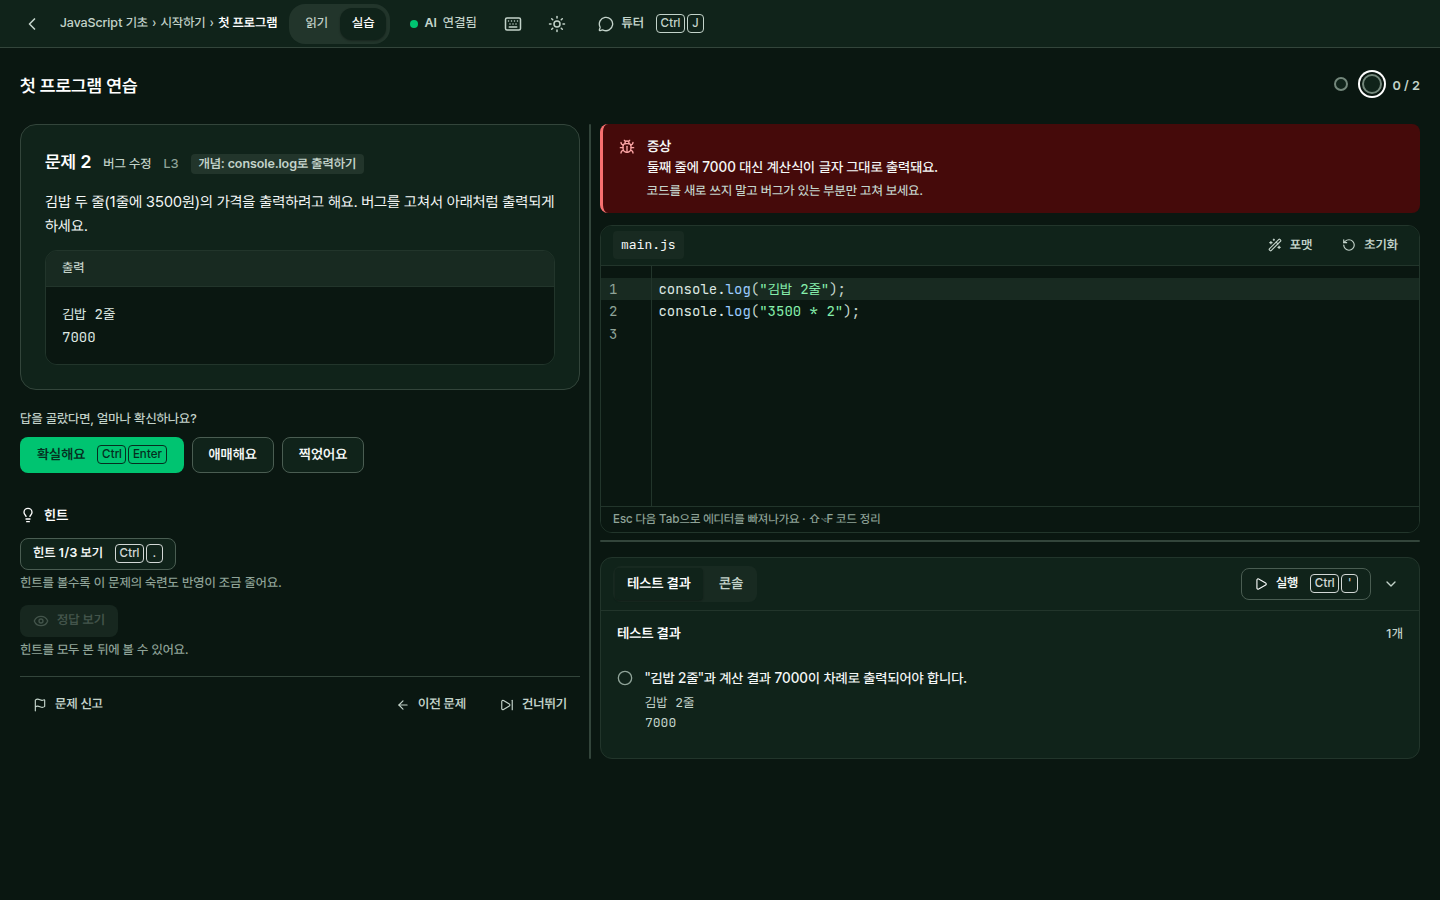 JavaScript 기초 › 시작하기 › 첫 프로그램 읽기 실습 AI 연결됨 튜터 Ctrl J
첫 프로그램 연습
0 / 2
문제 2 버그 수정 L3 개념: console.log로 출력하기
김밥 두 줄(1줄에 3500원)의 가격을 출력하려고 해요. 버그를 고쳐서 아래처럼 출력되게
하세요.
출력
김밥 2줄
7000
답을 골랐다면, 얼마나 확신하나요?
확실해요 Ctrl Enter 애매해요 찍었어요
힌트
힌트 1/3 보기 Ctrl .
힌트를 볼수록 이 문제의 숙련도 반영이 조금 줄어요.
정답 보기
힌트를 모두 본 뒤에 볼 수 있어요.
문제 신고 이전 문제 건너뛰기
증상
둘째 줄에 7000 대신 계산식이 글자 그대로 출력돼요.
코드를 새로 쓰지 말고 버그가 있는 부분만 고쳐 보세요.
main.js 포맷 초기화
1 console.log("김밥 2줄");
2 console.log("3500 * 2");
3
Esc 다음 Tab으로 에디터를 빠져나가요 · ⇧⌥F 코드 정리
테스트 결과 콘솔 실행 Ctrl '
테스트 결과 1개
"김밥 2줄"과 계산 결과 7000이 차례로 출력되어야 합니다.
김밥 2줄
7000